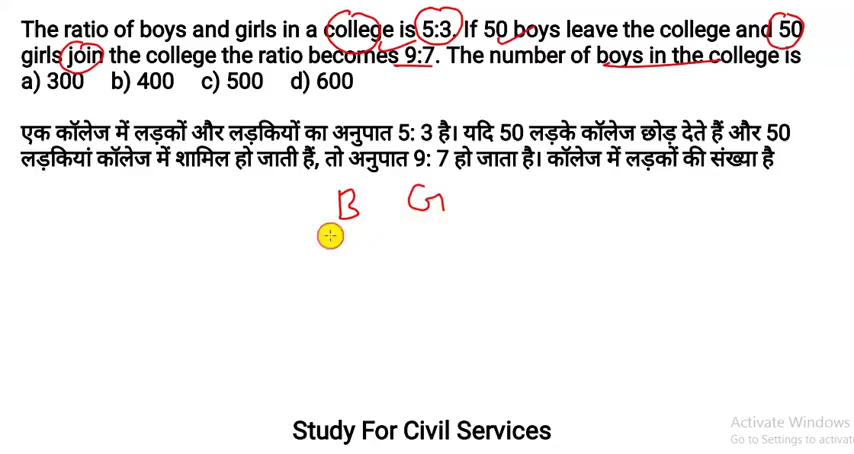 The ratio of boys and girls in a college is 5:3. If 50 boys leave the college and 50
girls join the college the ratio becomes 9:7. The number of boys in the college is
a) 300 b) 400 c) 500 d) 600
एक कॉलेज में लड़कों और लड़कियों का अनुपात 5: 3 है। यदि 50 लड़के कॉलेज छोड़ देते हैं और 50
लड़कियां कॉलेज में शामिल हो जाती हैं, तो अनुपात 9: 7 हो जाता है। कॉलेज में लड़कों की संख्या है
B G
Study For Civil Services
Activate Windows
Go to Settings to activat